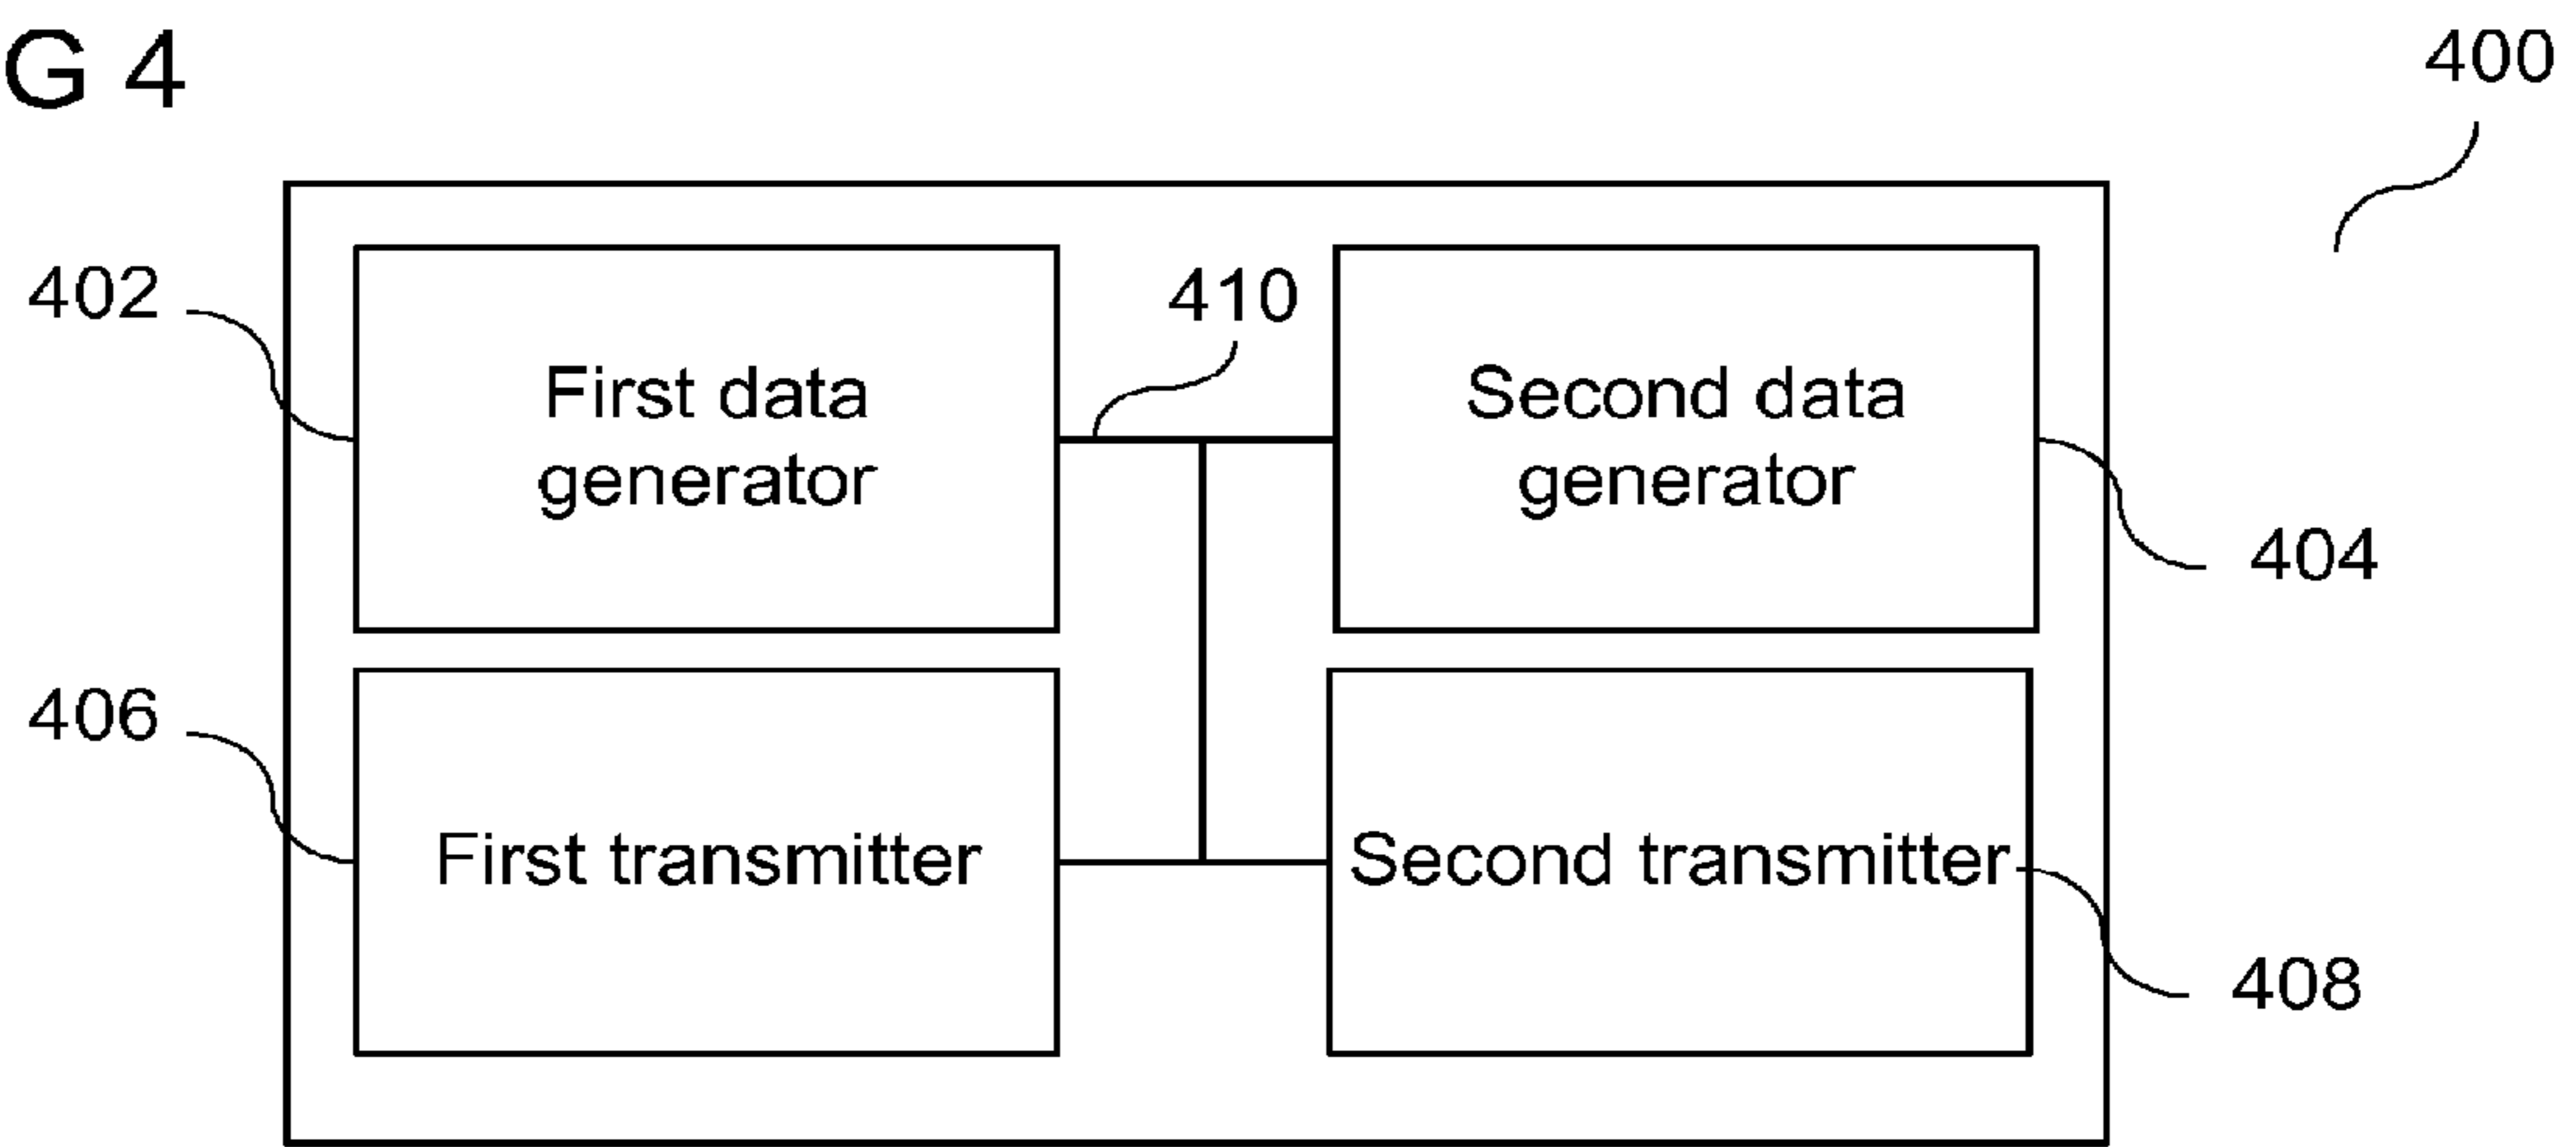 G 4
400
402
410
First data
generator
Second data
generator
404
406
First transmitter
Second transmitter
408